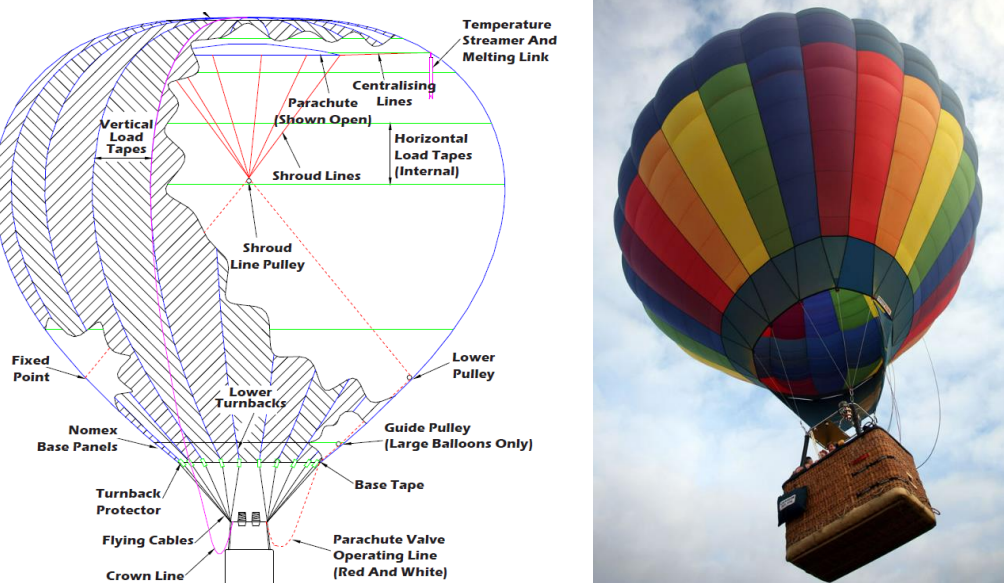 Temperature
Streamer And
Melting Link
Centralising
Lines
Parachute
(Shown Open)
Vertical
Load
Tapes
Horizontal
Load Tapes
(Internal)
Shroud Lines
Shroud
Line Pulley
Fixed
Point
Lower
Pulley
Lower
Turnbacks
Nomex
Base Panels
Guide Pulley
(Large Balloons Only)
Base Tape
Turnback
Protector
Flying Cables
Parachute Valve
Operating Line
(Red And White)
Crown Line